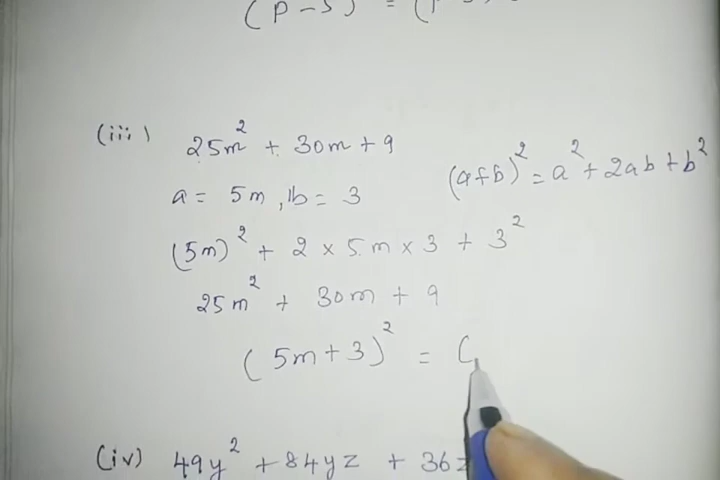 (P-S) = (
(iii) 25m² + 30m + 9
a = 5m, b = 3 (a+b)² = a² + 2ab + b²
(5m)² + 2 × 5m × 3 + 3²
25m² + 30m + 9
(5m+3)² = (
(iv) 49y² + 84yz + 36z